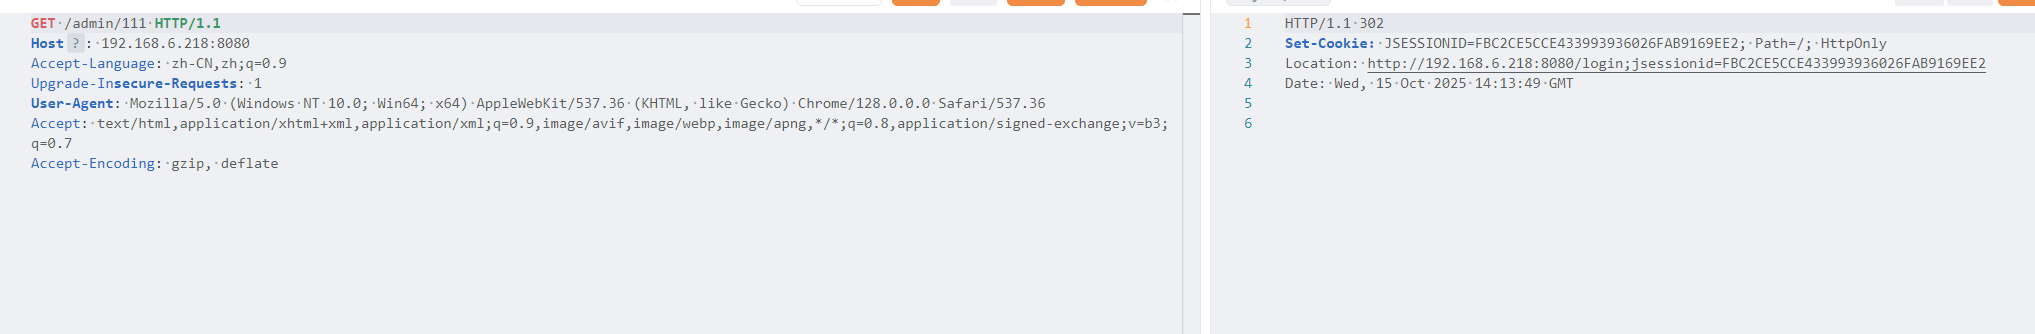 GET /admin/111 HTTP/1.1
Host ? : 192.168.6.218:8080
Accept-Language: zh-CN,zh;q=0.9
Upgrade-Insecure-Requests: 1
User-Agent: Mozilla/5.0 (Windows NT 10.0; Win64; x64) AppleWebKit/537.36 (KHTML, like Gecko) Chrome/128.0.0.0 Safari/537.36
Accept: text/html,application/xhtml+xml,application/xml;q=0.9,image/avif,image/webp,image/apng,*/*;q=0.8,application/signed-exchange;v=b3;
q=0.7
Accept-Encoding: gzip, deflate
1 HTTP/1.1 302
2 Set-Cookie: JSESSIONID=FBC2CE5CCE433993936026FAB9169EE2; Path=/; HttpOnly
3 Location: http://192.168.6.218:8080/login;jsessionid=FBC2CE5CCE433993936026FAB9169EE2
4 Date: Wed, 15 Oct 2025 14:13:49 GMT
5
6